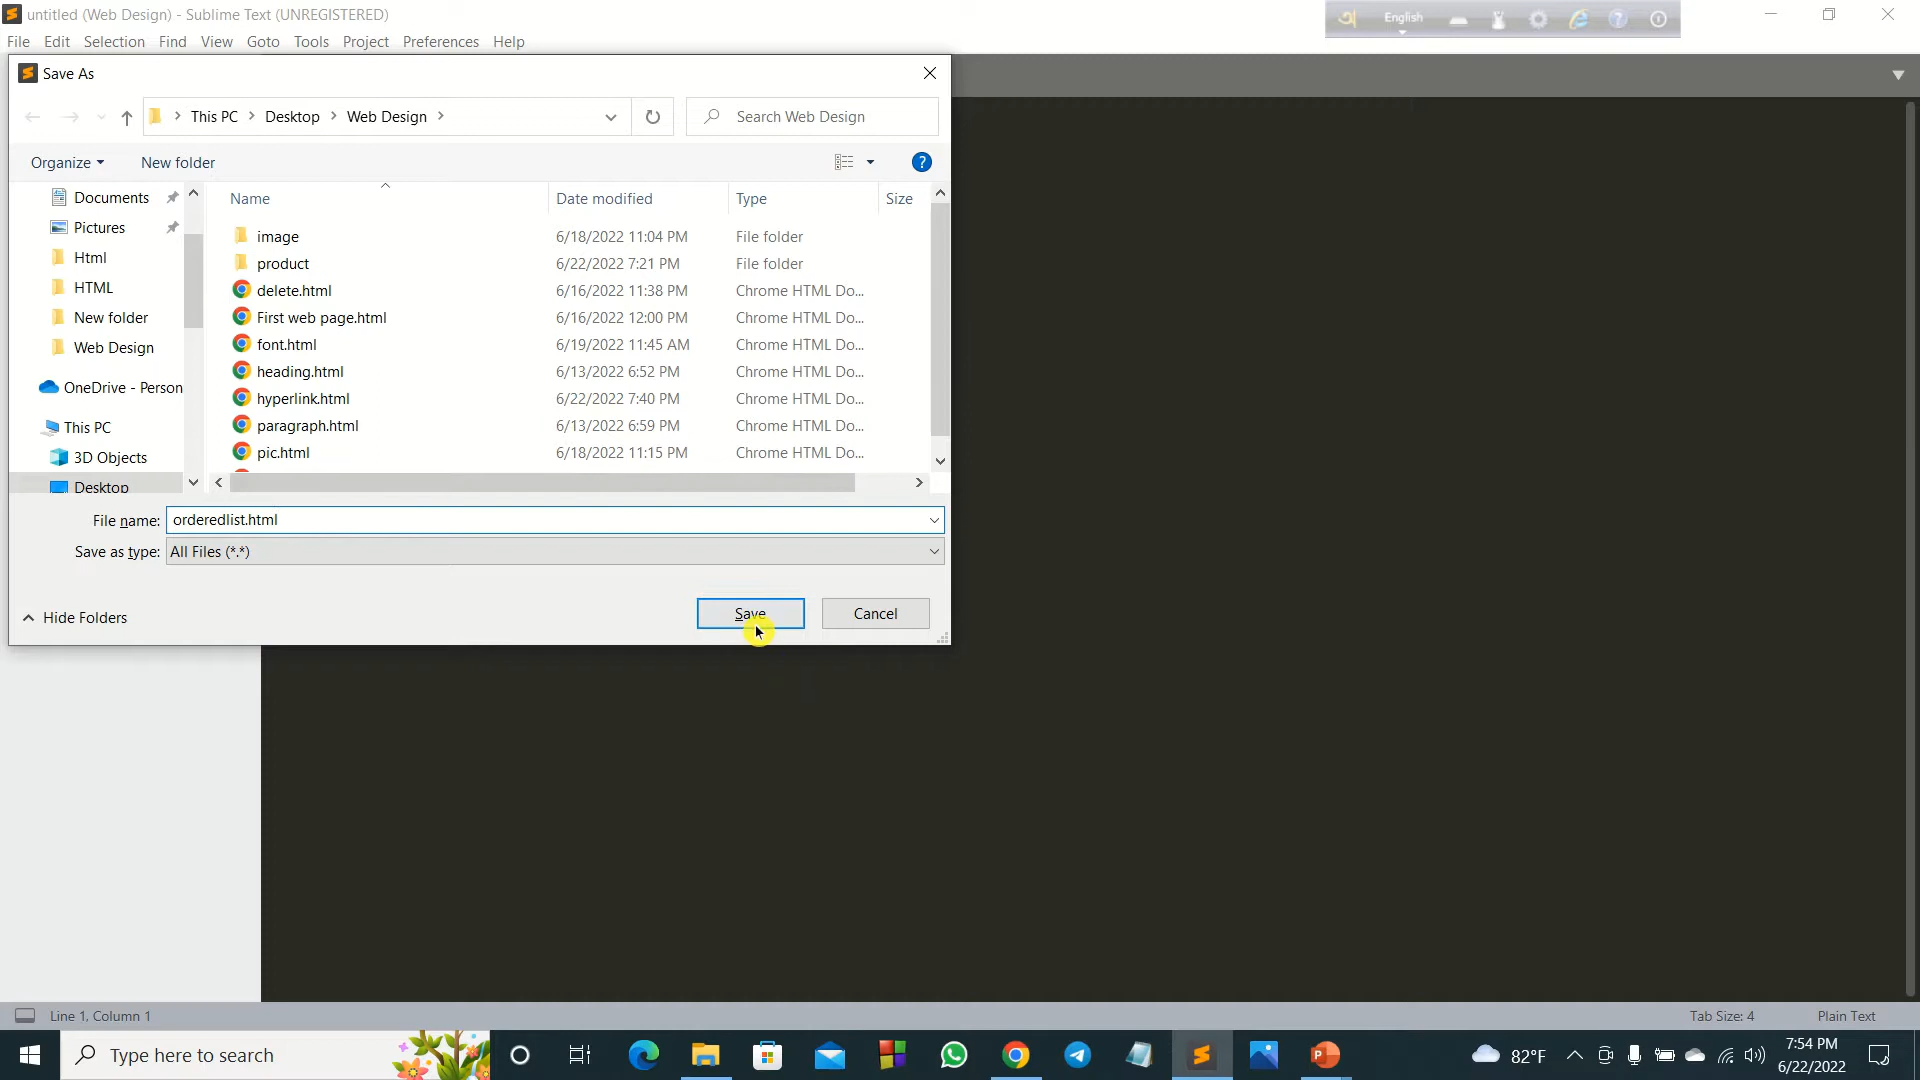 untitled (Web Design) - Sublime Text (UNREGISTERED)
English
File Edit Selection Find View Goto Tools Project Preferences Help
Save As
This PC > Desktop > Web Design >
Search Web Design
Organize
New folder
Name Date modified Type Size
Documents
Pictures
Html
HTML
New folder
Web Design
OneDrive - Person
This PC
3D Objects
Desktop
image 6/18/2022 11:04 PM File folder
product 6/22/2022 7:21 PM File folder
delete.html 6/16/2022 11:38 PM Chrome HTML Do...
First web page.html 6/16/2022 12:00 PM Chrome HTML Do...
font.html 6/19/2022 11:45 AM Chrome HTML Do...
heading.html 6/13/2022 6:52 PM Chrome HTML Do...
hyperlink.html 6/22/2022 7:40 PM Chrome HTML Do...
paragraph.html 6/13/2022 6:59 PM Chrome HTML Do...
pic.html 6/18/2022 11:15 PM Chrome HTML Do...
File name: orderedlist.html
Save as type: All Files (*.*)
Hide Folders
Save
Cancel
Line 1, Column 1
Tab Size: 4
Plain Text
Type here to search
82°F
7:54 PM
6/22/2022